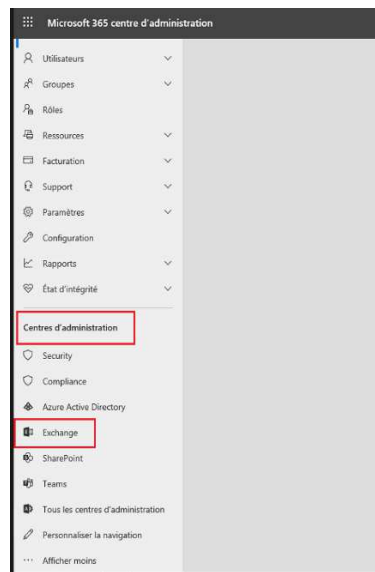 Microsoft 365 centre d'administration
Utilisateurs
Groupes
Rôles
Ressources
Facturation
Support
Paramètres
Configuration
Rapports
État d'intégrité
Centres d'administration
Security
Compliance
Azure Active Directory
Exchange
SharePoint
Teams
Tous les centres d'administration
Personnaliser la navigation
Afficher moins